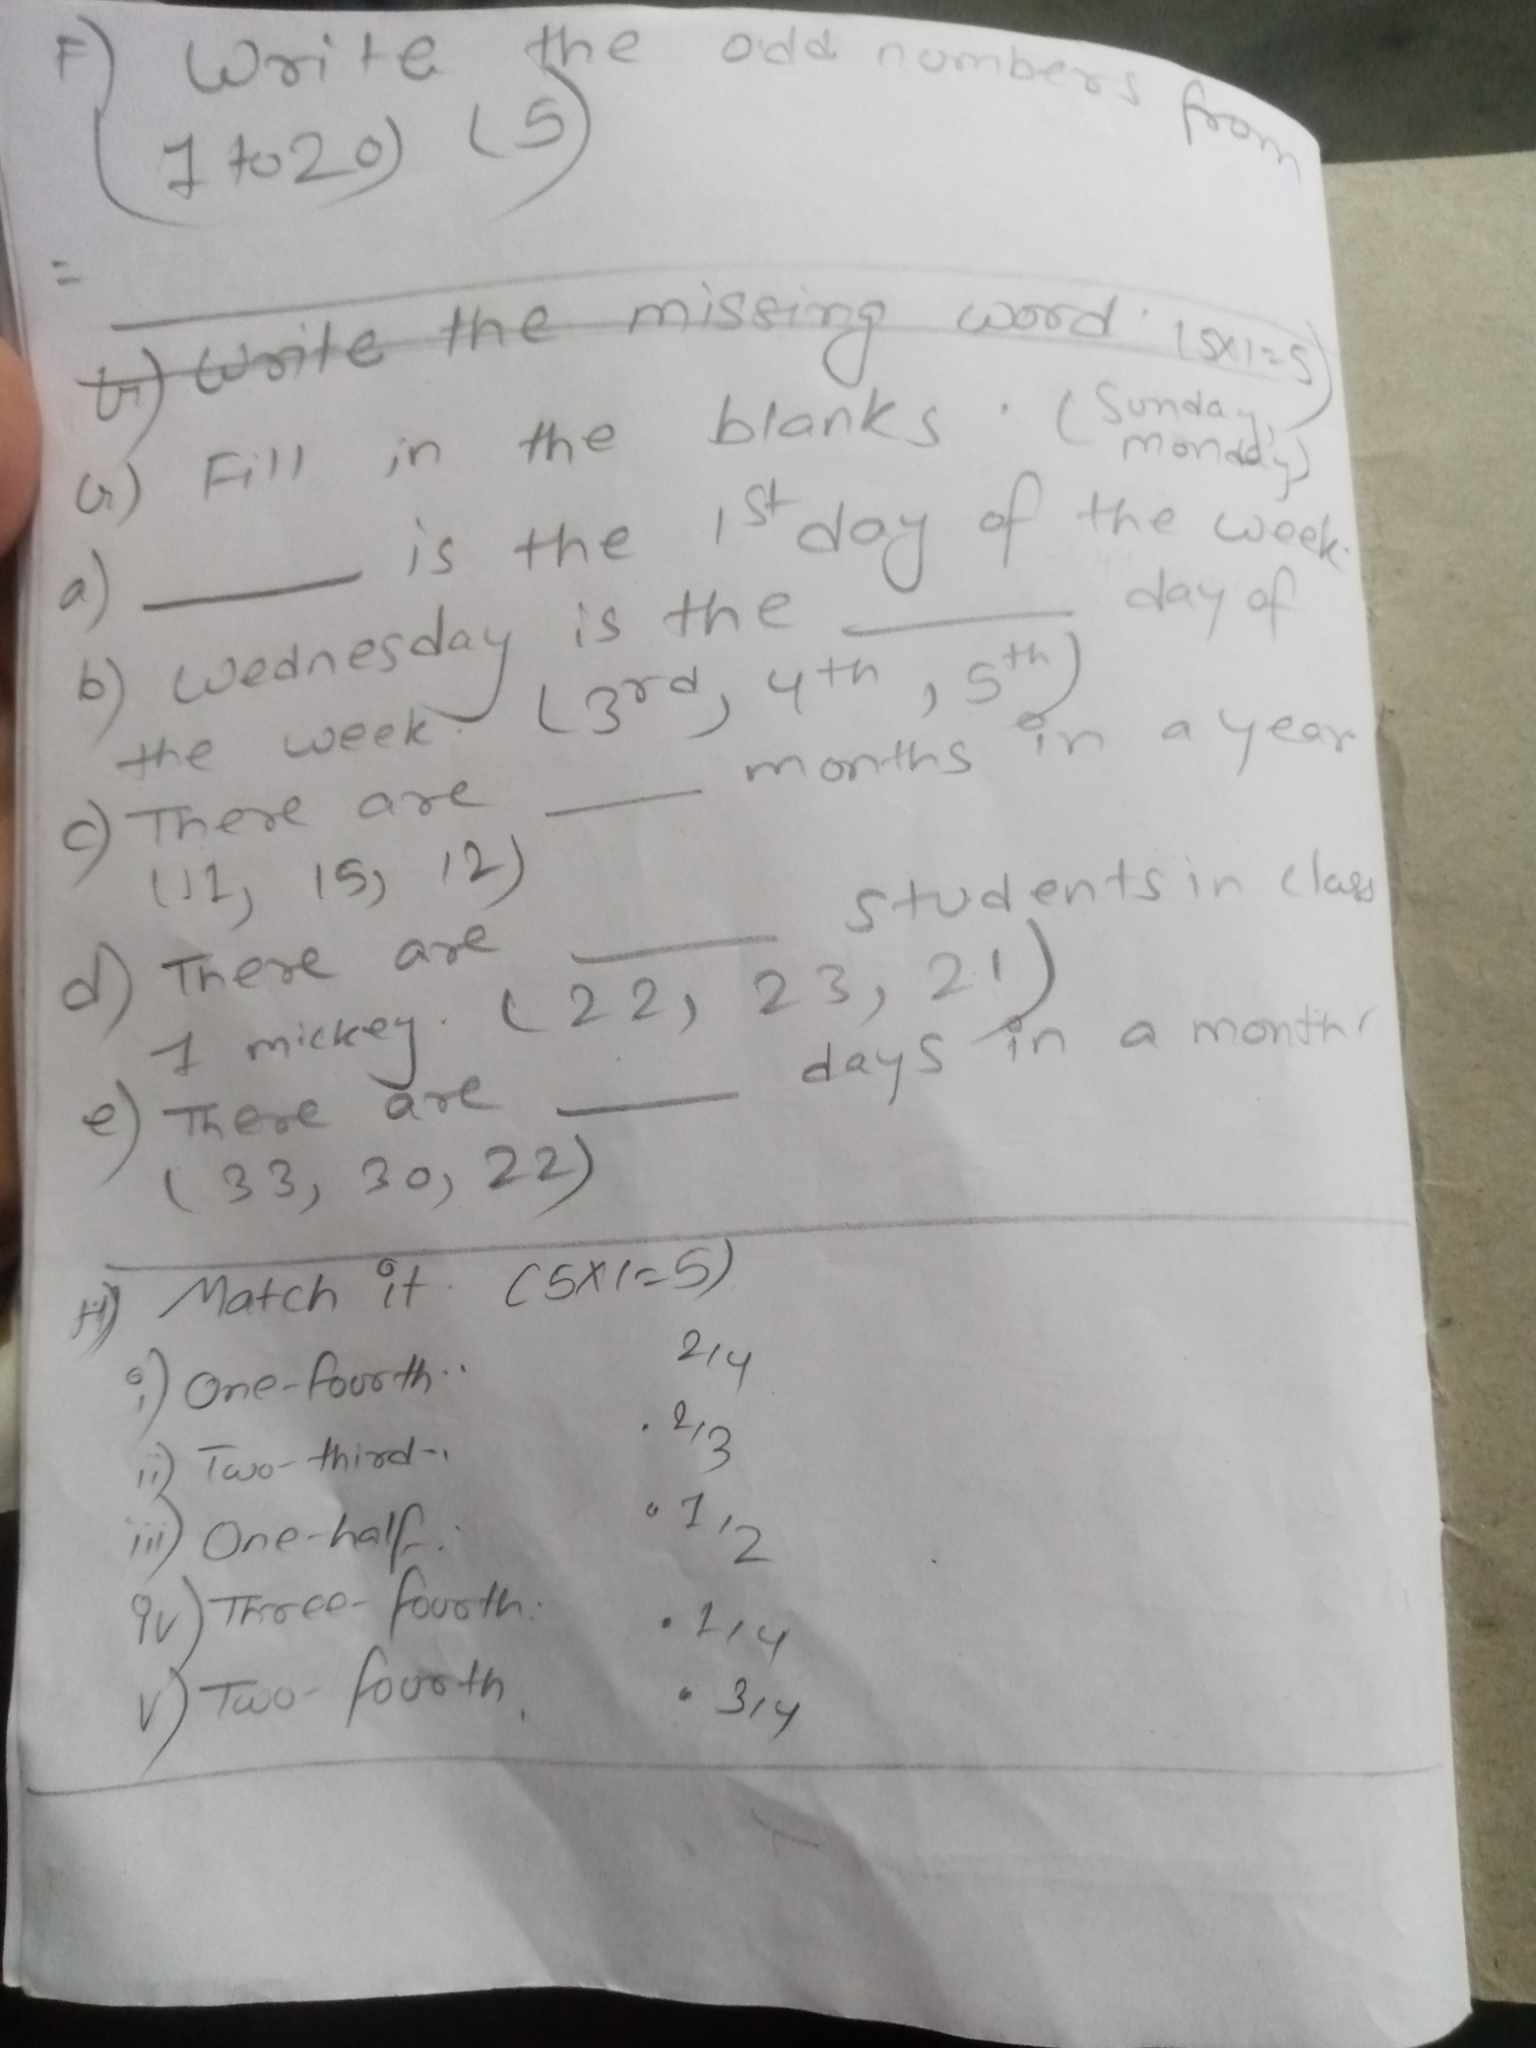 F) Write the odd numbers from
(1 to 20) (5)
=
G) Write the missing word. (5x1=5)
G) Fill in the blanks. (Sunday, monday)
a) ____ is the 1st day of the week.
b) Wednesday is the ____ day of
the week. (3rd, 4th, 5th)
c) There are ____ months in a year
(11, 15, 12)
d) There are ____ students in class
1 mickey. (22, 23, 21)
e) There are ____ days in a month
(33, 30, 22)
H) Match it. (5x1=5)
i) One-fourth. 2/4
ii) Two-third . 2/3
iii) One-half . 1/2
iv) Three-fourth . 1/4
v) Two-fourth . 3/4